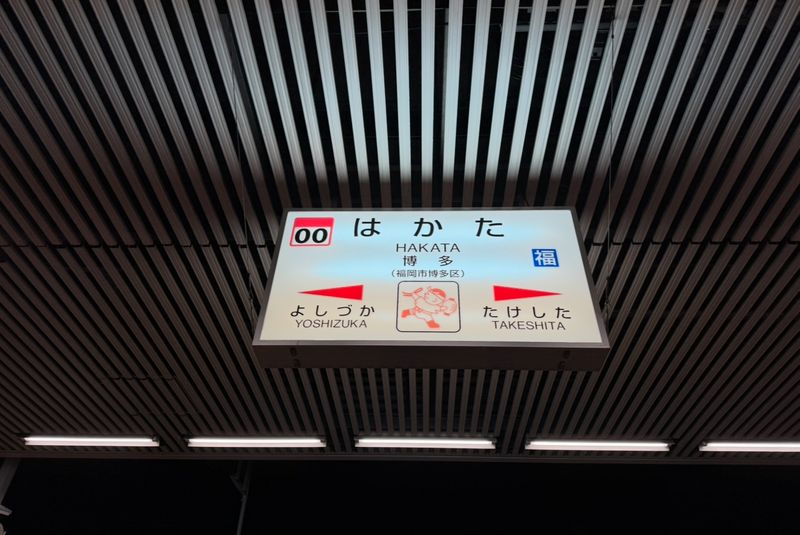 00
はかた
HAKATA
博多
(福岡市博多区)
福
よしづか
YOSHIZUKA
たけした
TAKESHITA